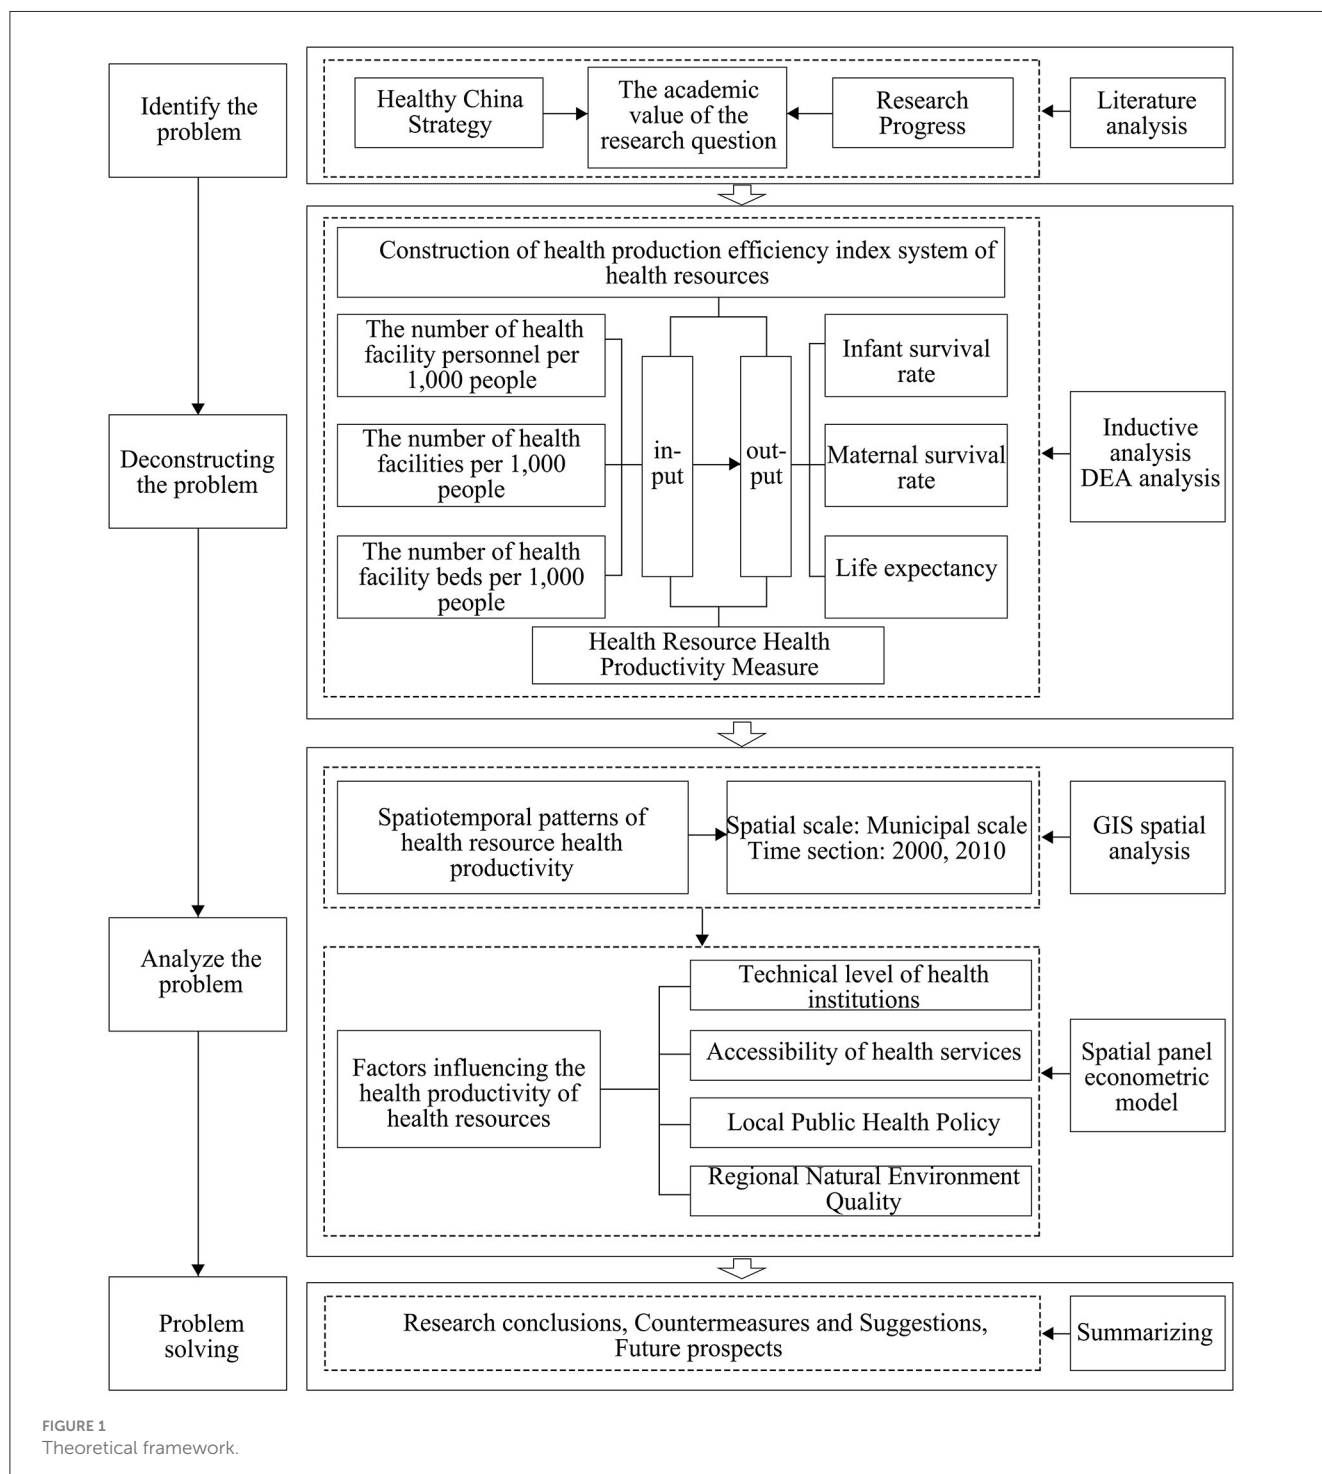 Identify the
problem
Healthy China
Strategy
The academic
value of the
research question
Research
Progress
Literature
analysis
Construction of health production efficiency index system of
health resources
The number of health
facility personnel per
1,000 people
Infant survival
rate
Deconstructing
the problem
The number of health
facilities per 1,000
people
in-
put
out-
put
Maternal survival
rate
Inductive
analysis
DEA analysis
The number of health
facility beds per 1,000
people
Life expectancy
Health Resource Health
Productivity Measure
Spatiotemporal patterns of
health resource health
productivity
Spatial scale: Municipal scale
Time section: 2000, 2010
GIS spatial
analysis
Analyze the
problem
Technical level of health
institutions
Factors influencing the
health productivity of
health resources
Accessibility of health services
Local Public Health Policy
Regional Natural Environment
Quality
Spatial panel
econometric
model
Problem
solving
Research conclusions, Countermeasures and Suggestions,
Future prospects
Summarizing
FIGURE 1
Theoretical framework.